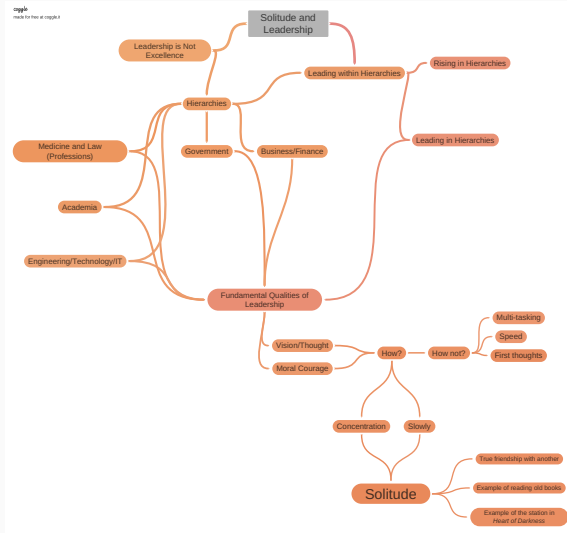 coggle
made for free at coggle.it
Solitude and
Leadership
Leadership is Not
Excellence
Rising in Hierarchies
Leading within Hierarchies
Hierarchies
Leading in Hierarchies
Medicine and Law
(Professions)
Government
Business/Finance
Academia
Engineering/Technology/IT
Fundamental Qualities of
Leadership
Multi-tasking
Speed
Vision/Thought
How?
How not?
First thoughts
Moral Courage
Concentration
Slowly
True friendship with another
Solitude
Example of reading old books
Example of the station in
Heart of Darkness